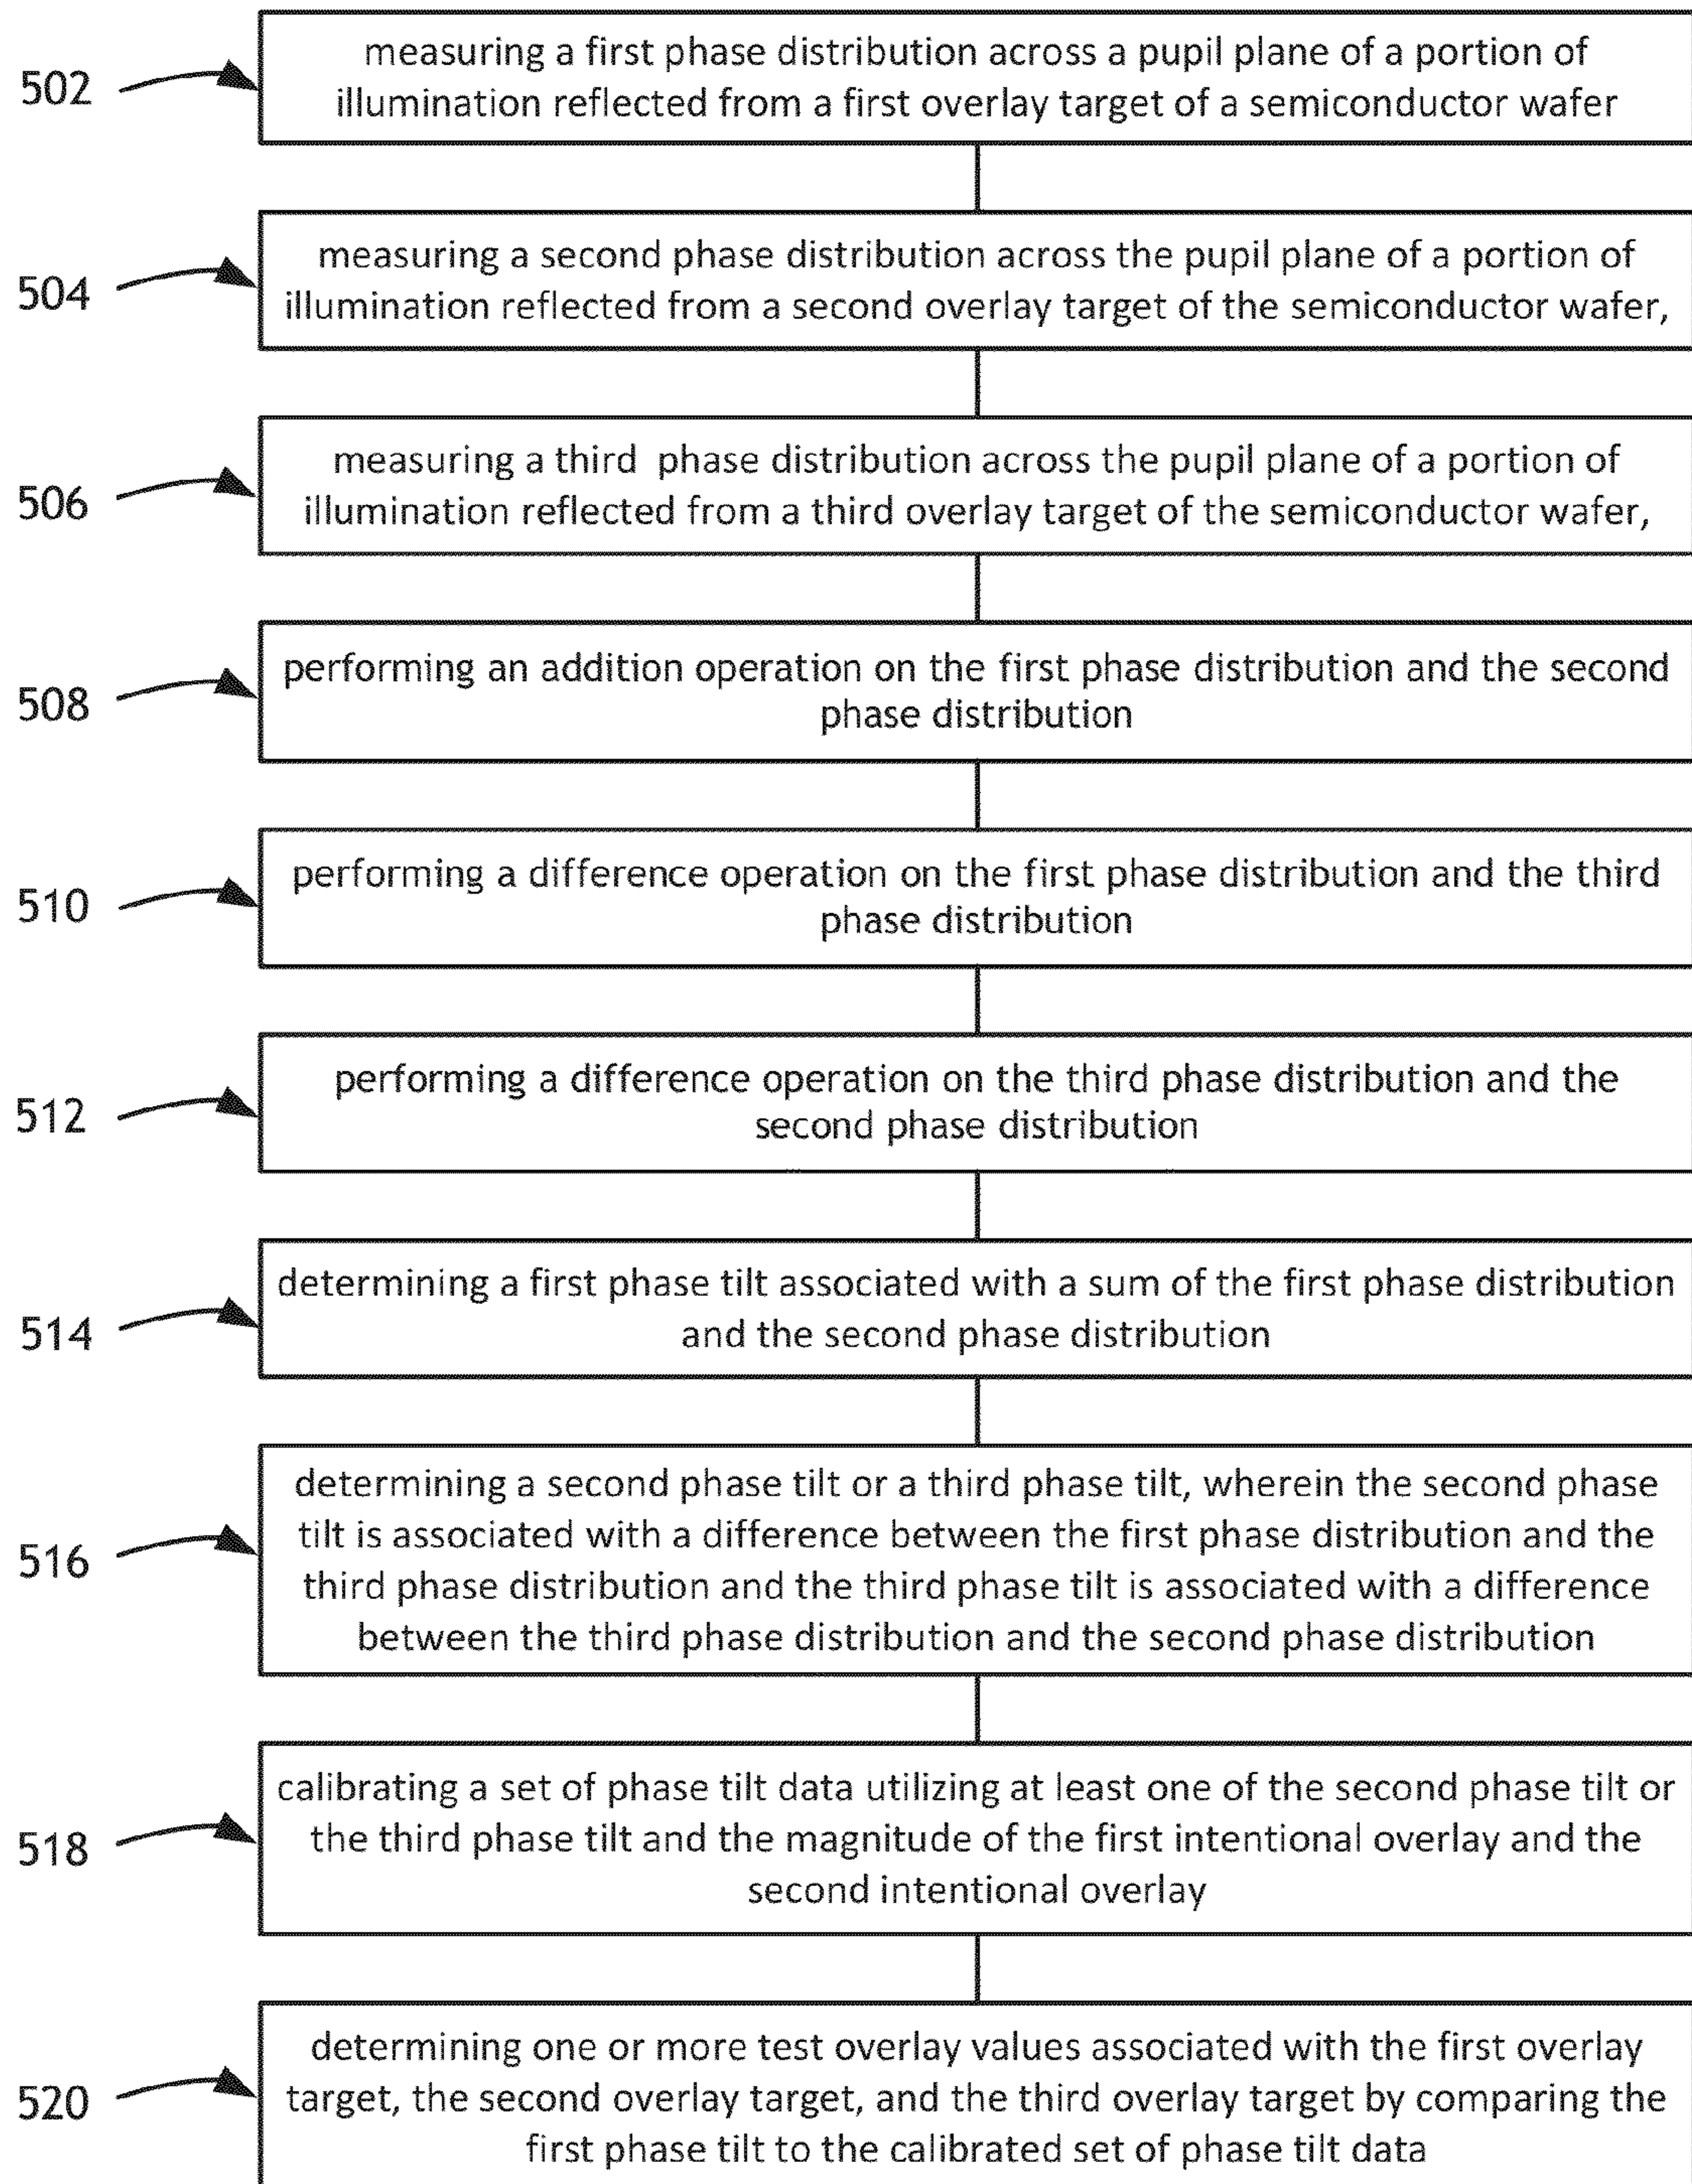 502
measuring a first phase distribution across a pupil plane of a portion of
illumination reflected from a first overlay target of a semiconductor wafer
504
measuring a second phase distribution across the pupil plane of a portion of
illumination reflected from a second overlay target of the semiconductor wafer,
506
measuring a third phase distribution across the pupil plane of a portion of
illumination reflected from a third overlay target of the semiconductor wafer,
508
performing an addition operation on the first phase distribution and the second
phase distribution
510
performing a difference operation on the first phase distribution and the third
phase distribution
512
performing a difference operation on the third phase distribution and the
second phase distribution
514
determining a first phase tilt associated with a sum of the first phase distribution
and the second phase distribution
516
determining a second phase tilt or a third phase tilt, wherein the second phase
tilt is associated with a difference between the first phase distribution and the
third phase distribution and the third phase tilt is associated with a difference
between the third phase distribution and the second phase distribution
518
calibrating a set of phase tilt data utilizing at least one of the second phase tilt or
the third phase tilt and the magnitude of the first intentional overlay and the
second intentional overlay
520
determining one or more test overlay values associated with the first overlay
target, the second overlay target, and the third overlay target by comparing the
first phase tilt to the calibrated set of phase tilt data